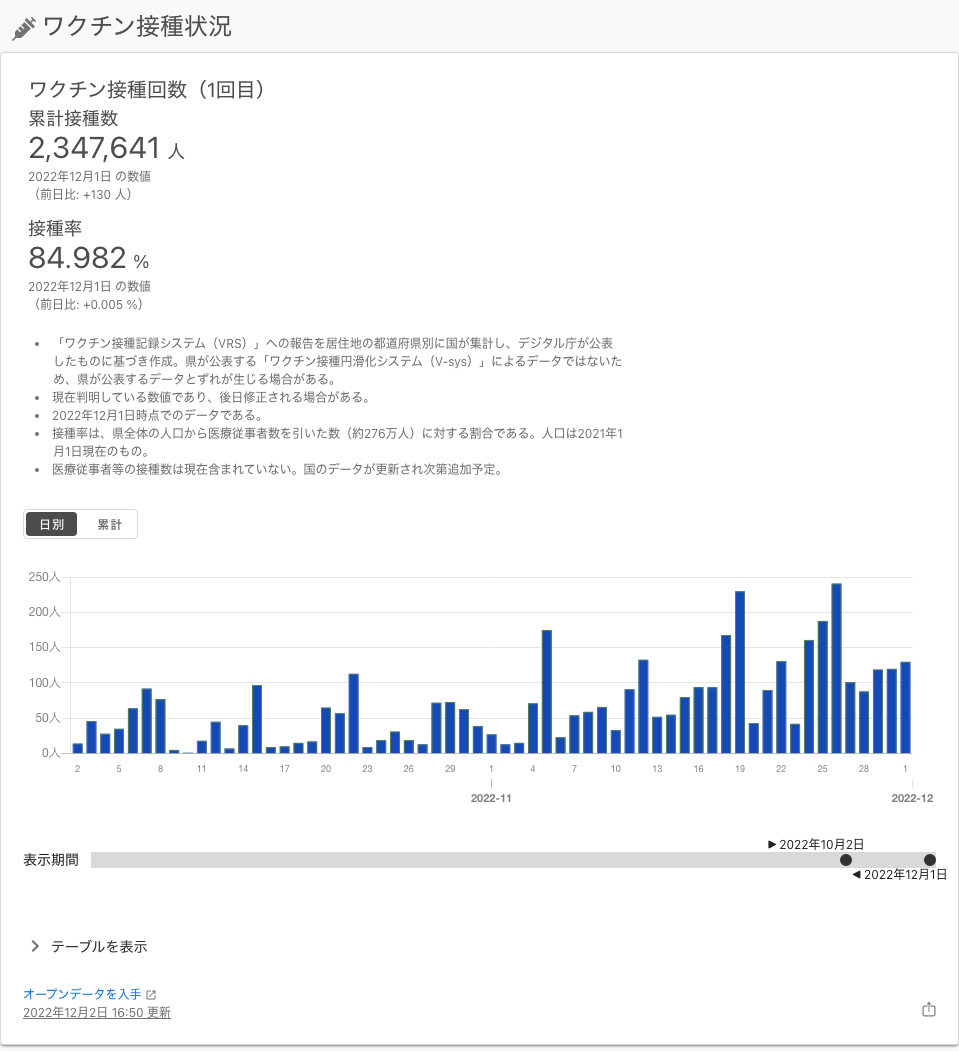 ワクチン接種状況
ワクチン接種回数（1回目）
累計接種数
2,347,641 人
2022年12月1日 の数値
（前日比: +130 人）
接種率
84.982 %
2022年12月1日 の数値
（前日比: +0.005 %）
• 「ワクチン接種記録システム（VRS）」への報告を居住地の都道府県別に国が集計し、デジタル庁が公表
したものに基づき作成。県が公表する「ワクチン接種円滑化システム（V-sys）」によるデータではないた
め、県が公表するデータとずれが生じる場合がある。
• 現在判明している数値であり、後日修正される場合がある。
• 2022年12月1日時点でのデータである。
• 接種率は、県全体の人口から医療従事者数を引いた数（約276万人）に対する割合である。人口は2021年1
月1日現在のもの。
• 医療従事者等の接種数は現在含まれていない。国のデータが更新され次第追加予定。
日別 累計
250人
200人
150人
100人
50人
0人
2 5 8 11 14 17 20 23 26 29 1 4 7 10 13 16 19 22 25 28 1
2022-11 2022-12
2022年10月2日
表示期間
2022年12月1日
テーブルを表示
オープンデータを入手
2022年12月2日 16:50 更新